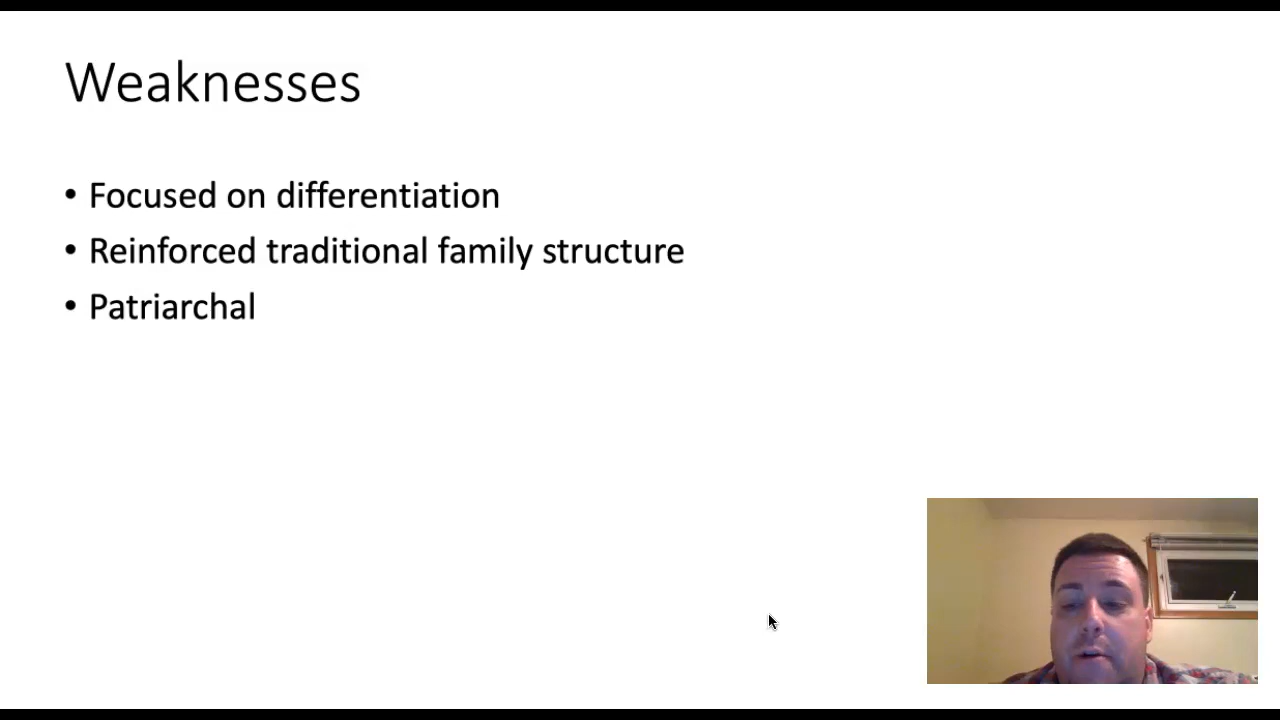 Weaknesses
• Focused on differentiation
• Reinforced traditional family structure
• Patriarchal